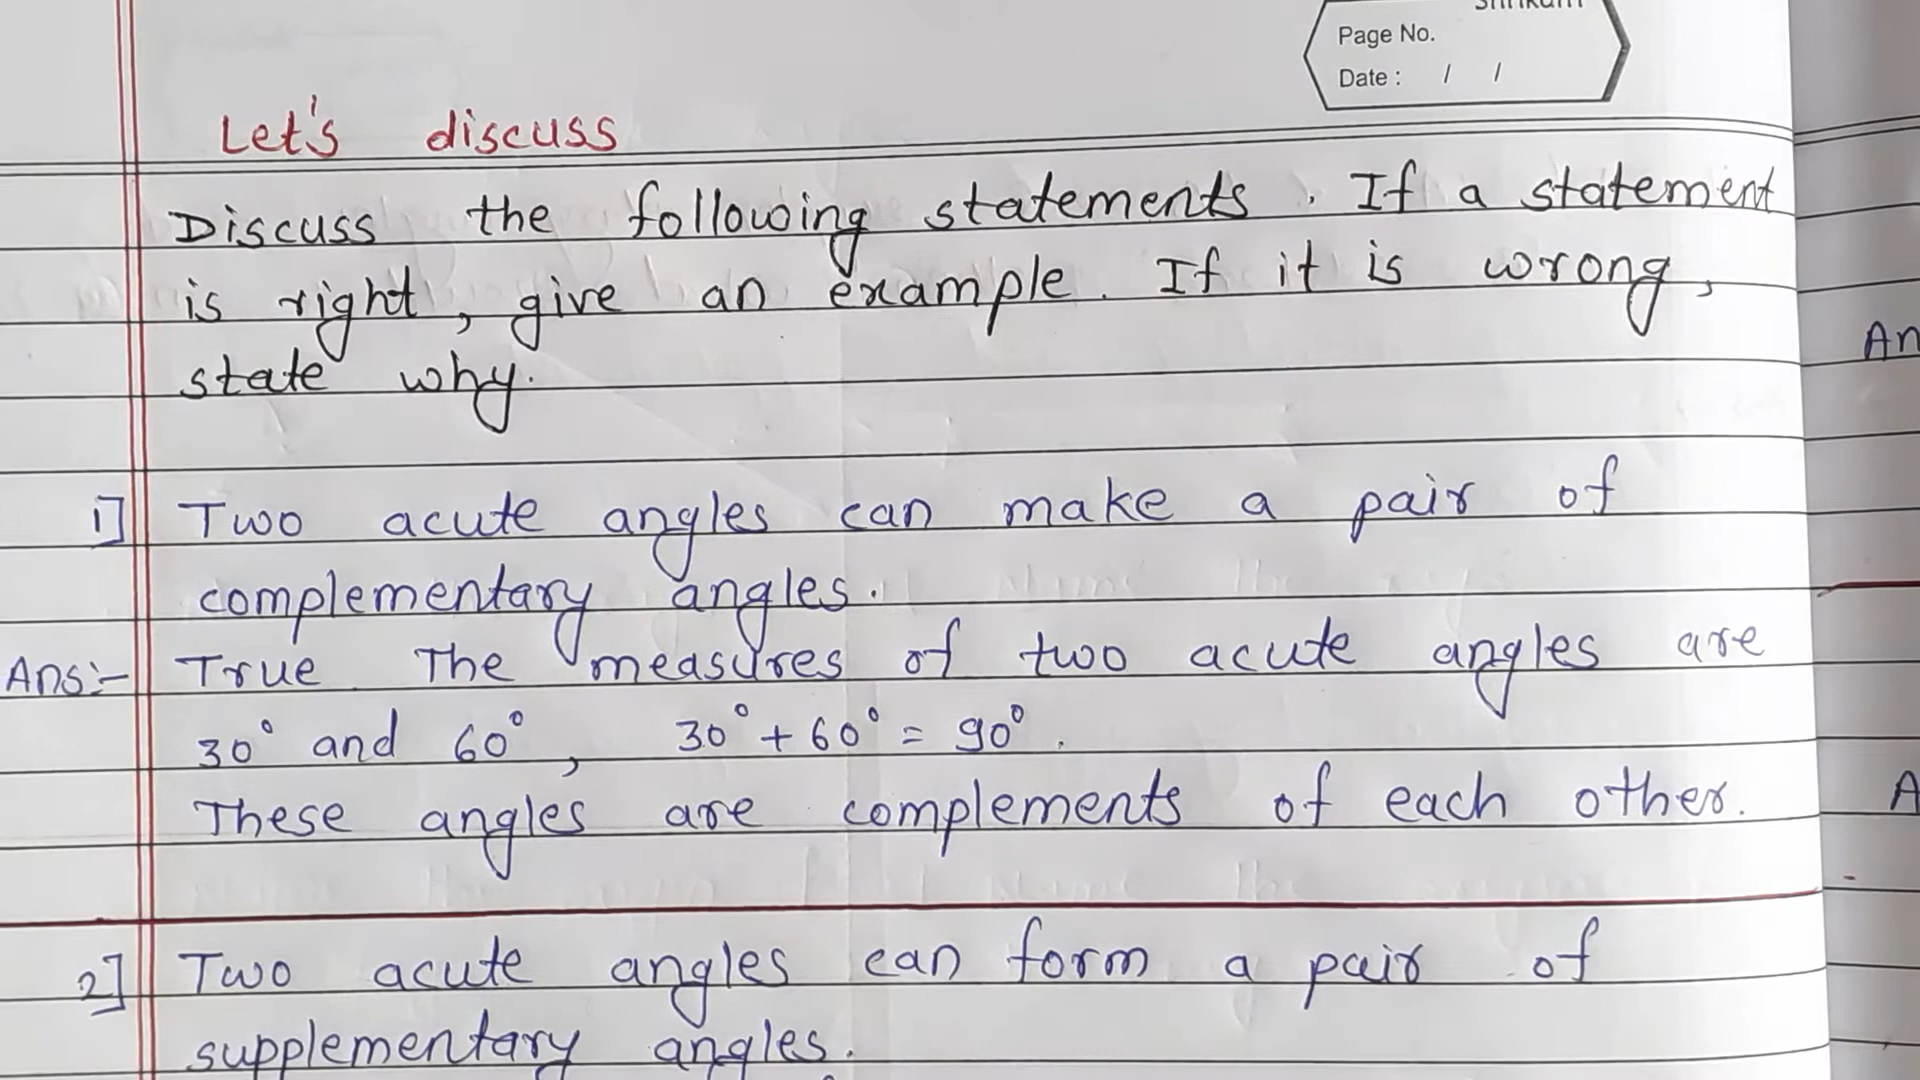 Page No.
Date : / /
Let's discuss
Discuss the following statements. If a statement
is right, give an example. If it is wrong,
state why.
1] Two acute angles can make a pair of
complementary angles.
Ans:- True. The measures of two acute angles are
30° and 60°, 30° + 60° = 90°.
These angles are complements of each other.
2] Two acute angles can form a pair of
supplementary angles.